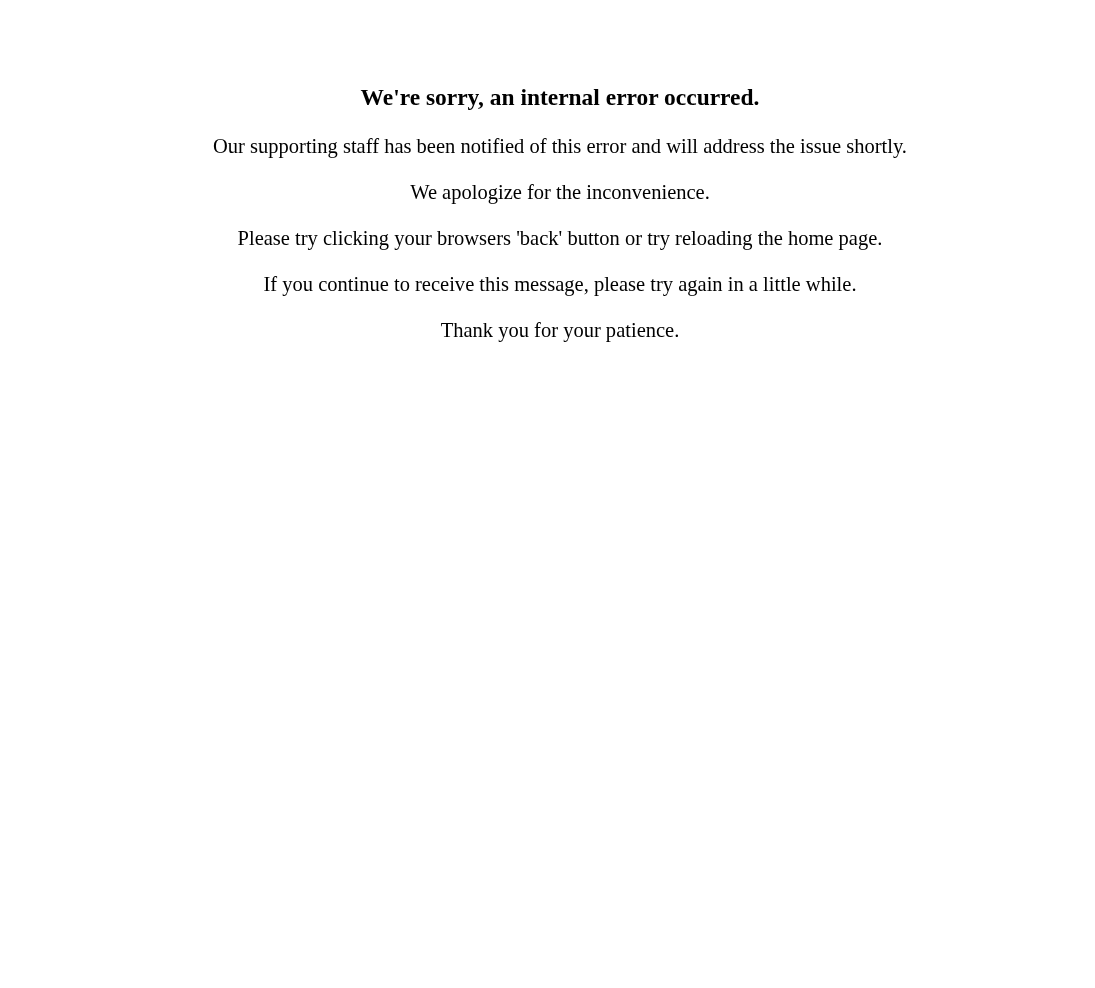 We're sorry, an internal error occurred.
Our supporting staff has been notified of this error and will address the issue shortly.
We apologize for the inconvenience.
Please try clicking your browsers 'back' button or try reloading the home page.
If you continue to receive this message, please try again in a little while.
Thank you for your patience.